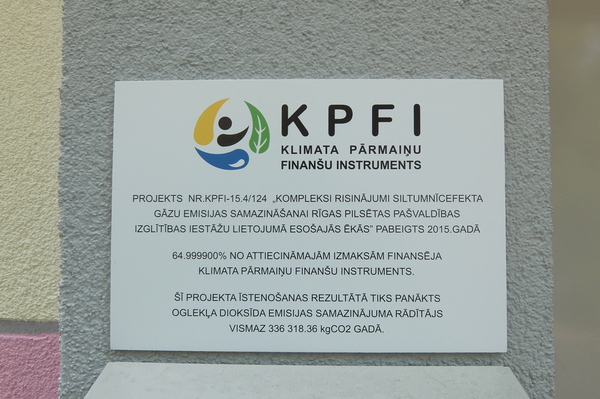 KPFI
KLIMATA PĀRMAIŅU
FINANŠU INSTRUMENTS
PROJEKTS NR.KPFI-15.4/124 „KOMPLEKSI RISINĀJUMI SILTUMNĪCEFEKTA
GĀZU EMISIJAS SAMAZINĀŠANAI RĪGAS PILSĒTAS PAŠVALDĪBAS
IZGLĪTĪBAS IESTĀŽU LIETOJUMĀ ESOŠAJĀS ĒKĀS” PABEIGTS 2015.GADĀ
64.999900% NO ATTIECINĀMAJĀM IZMAKSĀM FINANSĒJA
KLIMATA PĀRMAIŅU FINANŠU INSTRUMENTS.
ŠĪ PROJEKTA ĪSTENOŠANAS REZULTĀTĀ TIKS PANĀKTS
OGLEKĻA DIOKSĪDA EMISIJAS SAMAZINĀJUMA RĀDĪTĀJS
VISMAZ 336 318.36 kgCO2 GADĀ.